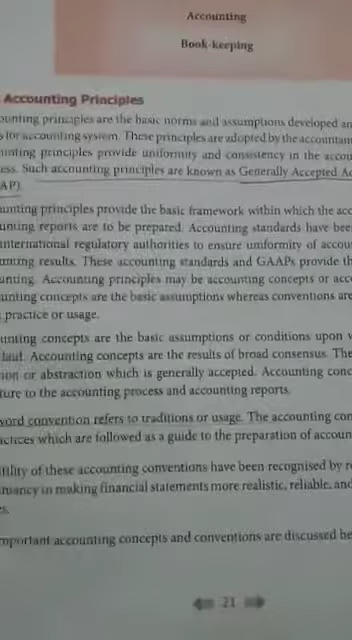 Accounting
Book-keeping
Accounting Principles
ounting principles are the basic norms and assumptions developed an
s for accounting system. These principles are adopted by the accountan
unting principles provide uniformity and consistency in the accou
ess. Such accounting principles are known as Generally Accepted Ac
AP).
unting principles provide the basic framework within which the acc
unting reports are to be prepared. Accounting standards have bee
international regulatory authorities to ensure uniformity of accou
unting results. These accounting standards and GAAPs provide th
unting. Accounting principles may be accounting concepts or acco
unting concepts are the basic assumptions whereas conventions are
practice or usage.
unting concepts are the basic assumptions or conditions upon w
laid. Accounting concepts are the results of broad consensus. The
ion or abstraction which is generally accepted. Accounting conc
ture to the accounting process and accounting reports.
word convention refers to traditions or usage. The accounting con
actices which are followed as a guide to the preparation of accoun
utility of these accounting conventions have been recognised by re
untancy in making financial statements more realistic, reliable, and
es.
mportant accounting concepts and conventions are discussed be
21